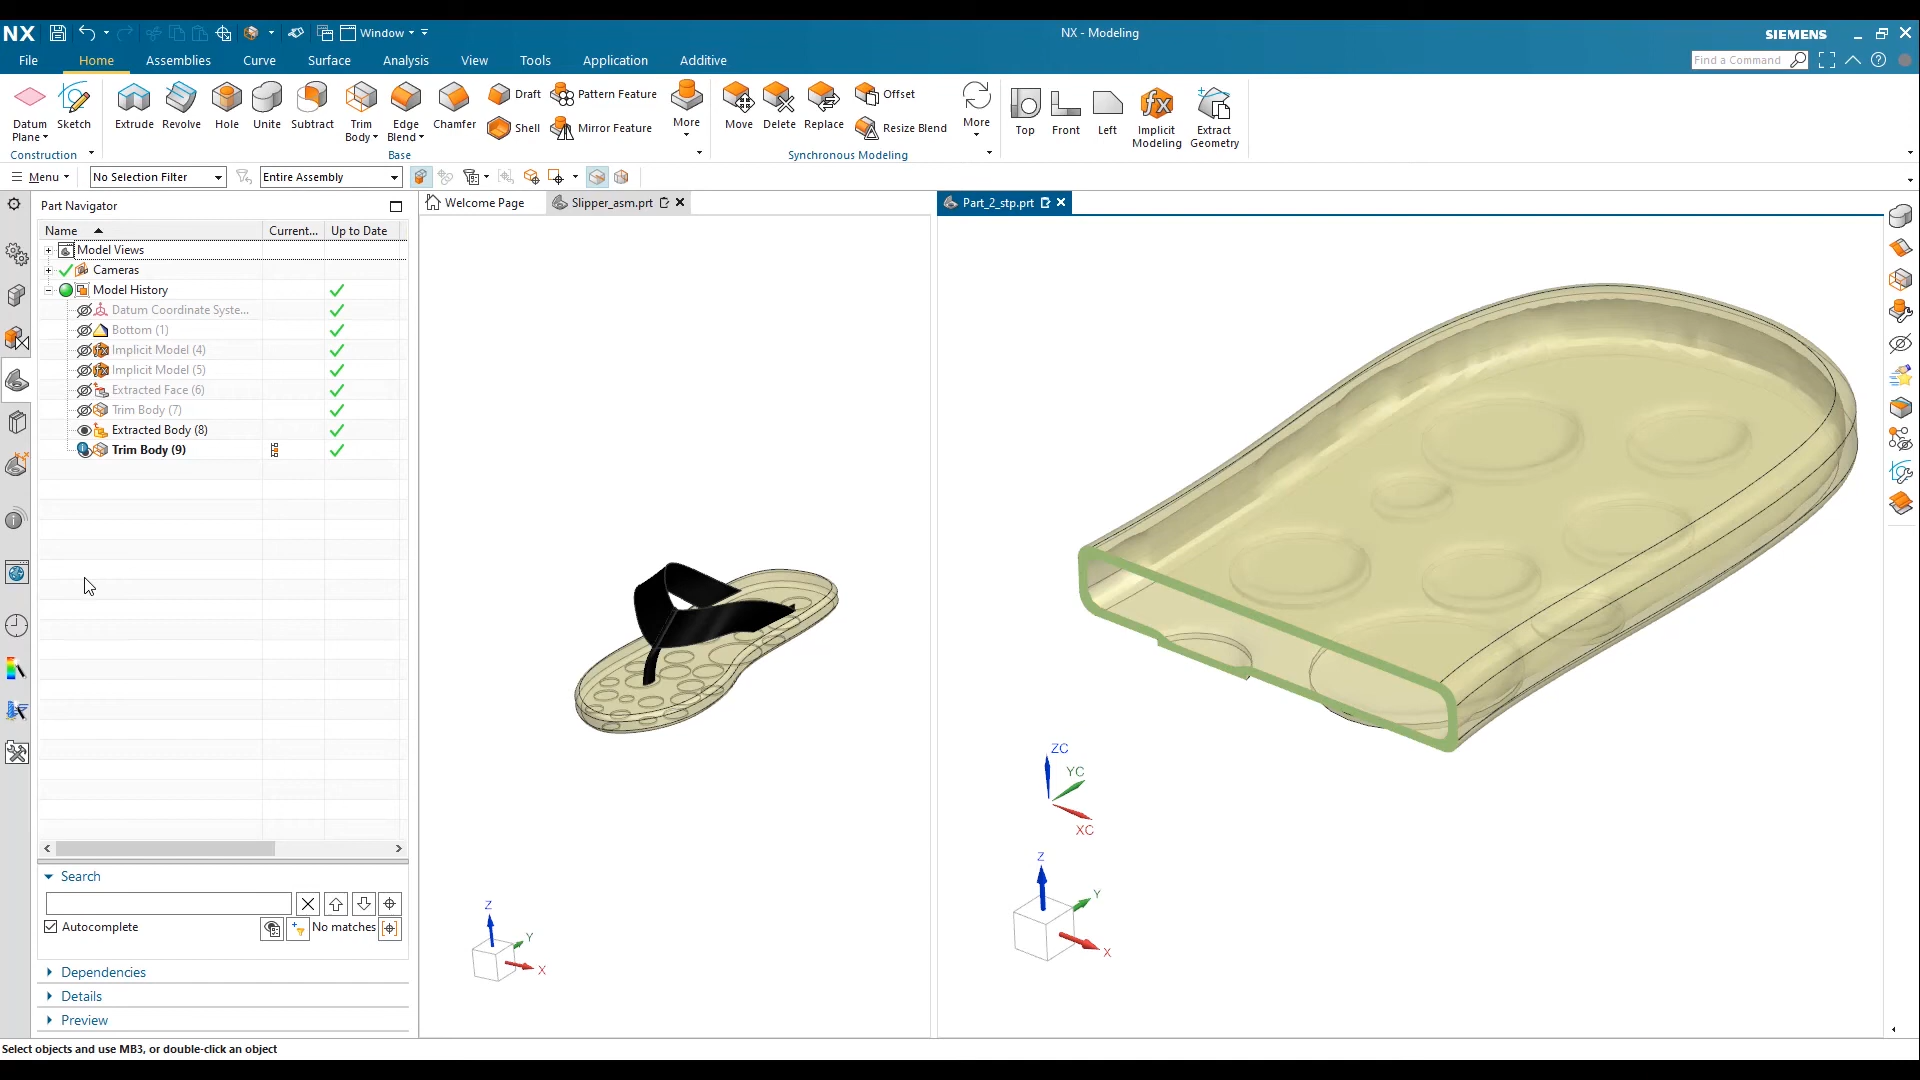 NX
Window
NX - Modeling
SIEMENS
File
Home
Assemblies
Curve
Surface
Analysis
View
Tools
Application
Additive
Find a Command
Datum Plane
Sketch
Extrude
Revolve
Hole
Unite
Subtract
Trim Body
Edge Blend
Chamfer
Draft
Shell
Pattern Feature
Mirror Feature
More
Move
Delete
Replace
Offset
Resize Blend
More
Top
Front
Left
Implicit Modeling
Extract Geometry
Construction
Base
Synchronous Modeling
Menu
No Selection Filter
Entire Assembly
Part Navigator
Welcome Page
Slipper_asm.prt
Part_2_stp.prt
Name
Current...
Up to Date
Model Views
Cameras
Model History
Datum Coordinate Syste...
Bottom (1)
Implicit Model (4)
Implicit Model (5)
Extracted Face (6)
Trim Body (7)
Extracted Body (8)
Trim Body (9)
ZC
YC
XC
Z
Y
X
Z
Y
X
Search
Autocomplete
No matches
Dependencies
Details
Preview
Select objects and use MB3, or double-click an object